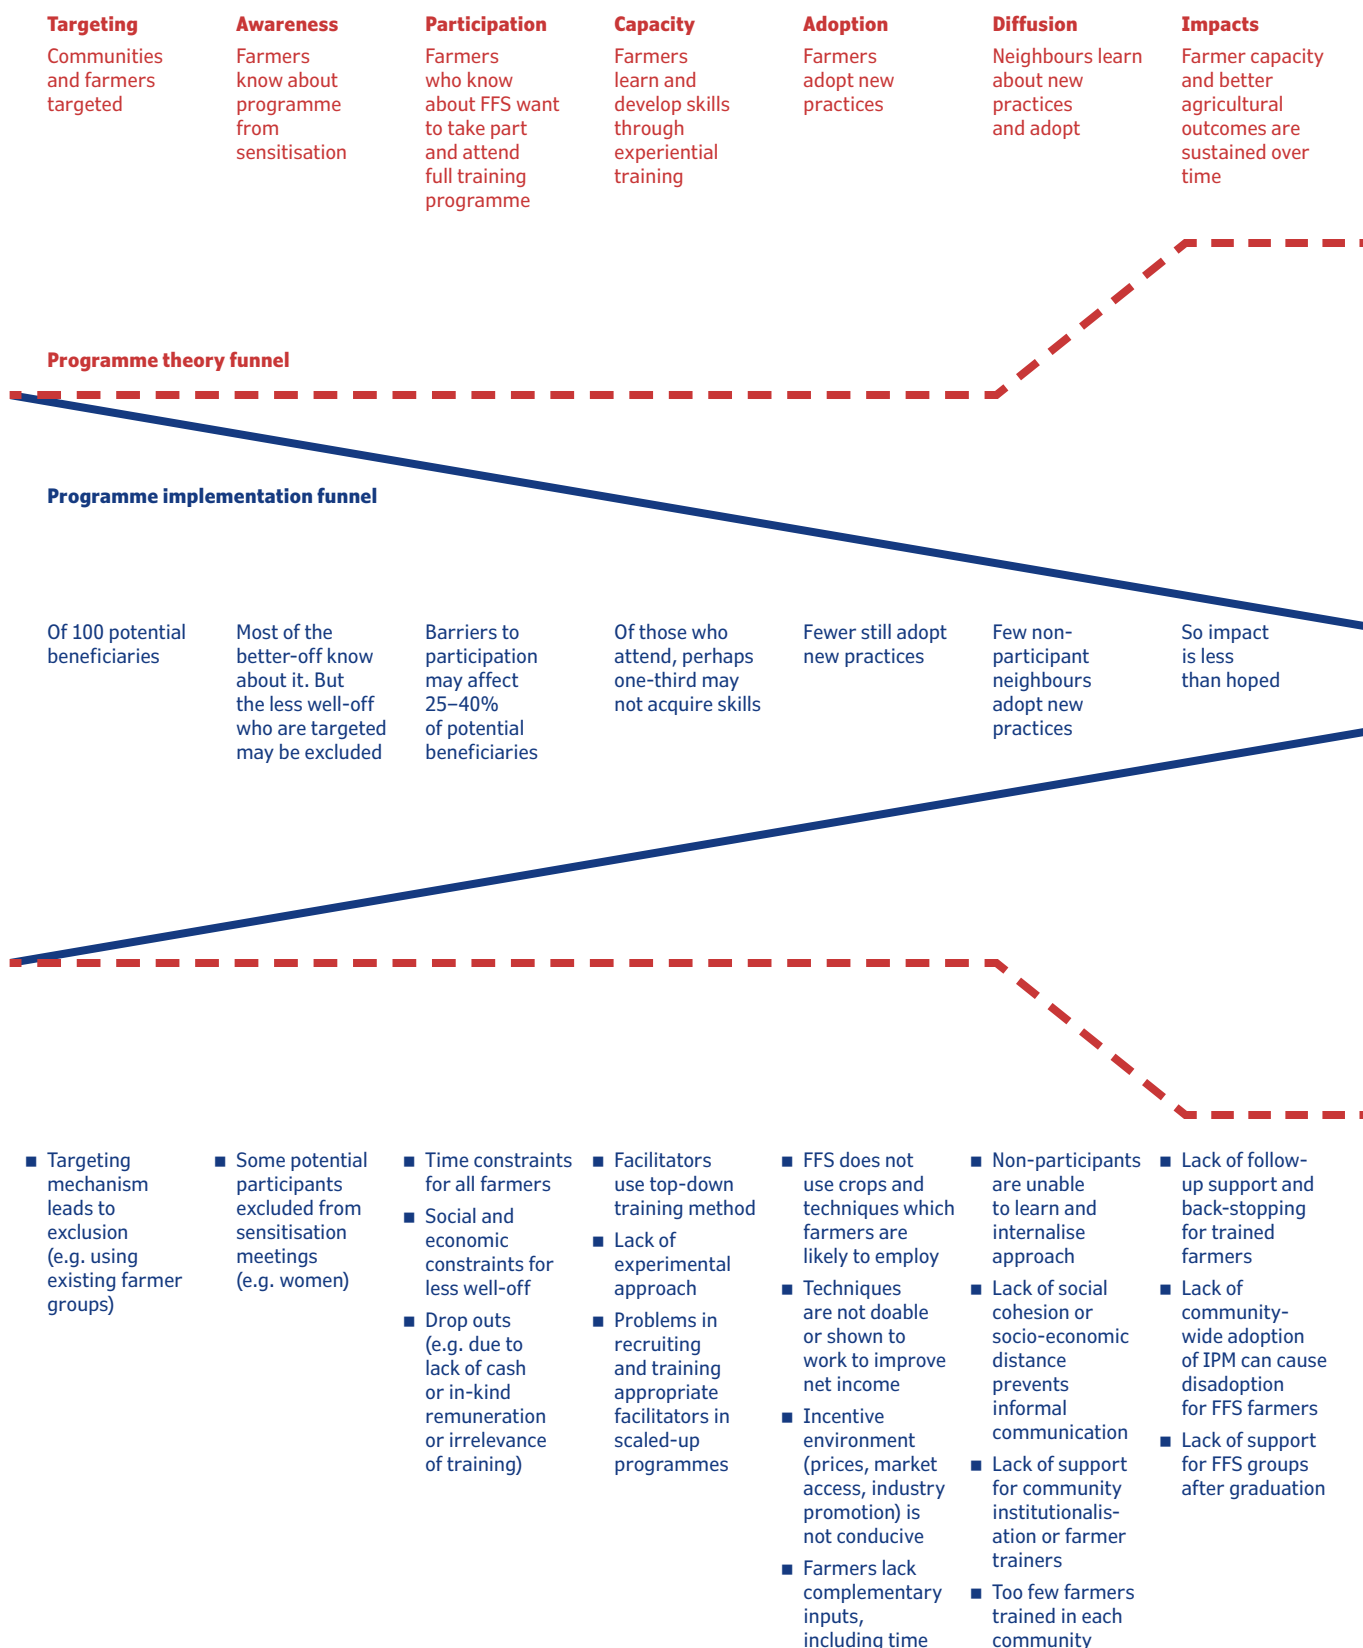 Targeting
Communities
and farmers
targeted
Awareness
Farmers
know about
programme
from
sensitisation
Participation
Farmers
who know
about FFS want
to take part
and attend
full training
programme
Capacity
Farmers
learn and
develop skills
through
experiential
training
Adoption
Farmers
adopt new
practices
Diffusion
Neighbours learn
about new
practices
and adopt
Impacts
Farmer capacity
and better
agricultural
outcomes are
sustained over
time
Programme theory funnel
Programme implementation funnel
Of 100 potential
beneficiaries
Most of the
better-off know
about it. But
the less well-off
who are targeted
may be excluded
Barriers to
participation
may affect
25–40%
of potential
beneficiaries
Of those who
attend, perhaps
one-third may
not acquire skills
Fewer still adopt
new practices
Few non-
participant
neighbours
adopt new
practices
So impact
is less
than hoped
■ Targeting
mechanism
leads to
exclusion
(e.g. using
existing farmer
groups)
■ Some potential
participants
excluded from
sensitisation
meetings
(e.g. women)
■ Time constraints
for all farmers
■ Social and
economic
constraints for
less well-off
■ Drop outs
(e.g. due to
lack of cash
or in-kind
remuneration
or irrelevance
of training)
■ Facilitators
use top-down
training method
■ Lack of
experimental
approach
■ Problems in
recruiting
and training
appropriate
facilitators in
scaled-up
programmes
■ FFS does not
use crops and
techniques which
farmers are
likely to employ
■ Techniques
are not doable
or shown to
work to improve
net income
■ Incentive
environment
(prices, market
access, industry
promotion) is
not conducive
■ Farmers lack
complementary
inputs,
including time
■ Non-participants
are unable
to learn and
internalise
approach
■ Lack of social
cohesion or
socio-economic
distance
prevents
informal
communication
■ Lack of support
for community
institutionalis-
ation or farmer
trainers
■ Too few farmers
trained in each
community
■ Lack of follow-
up support and
back-stopping
for trained
farmers
■ Lack of
community-
wide adoption
of IPM can cause
disadoption
for FFS farmers
■ Lack of support
for FFS groups
after graduation